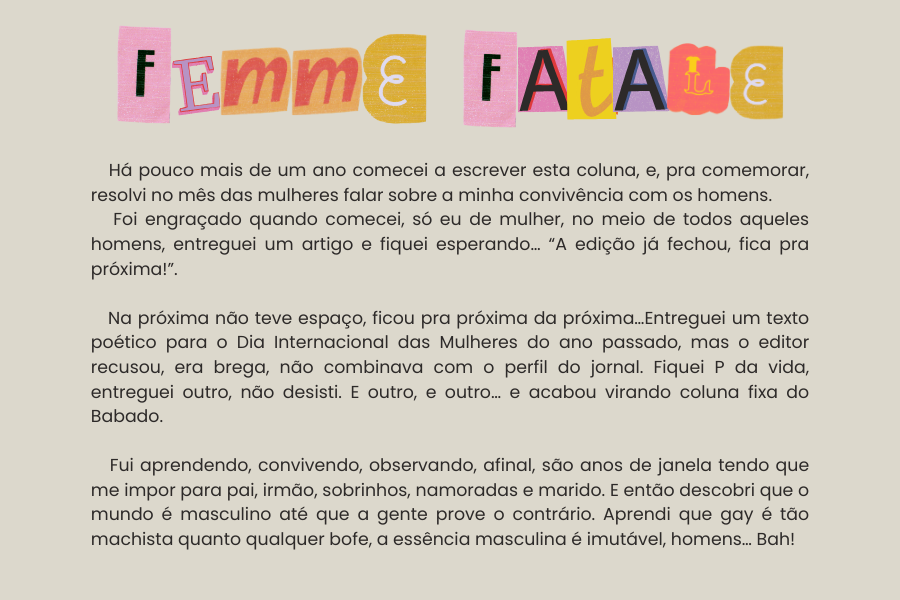 FEmmE FAtALE
Há pouco mais de um ano comecei a escrever esta coluna, e, pra comemorar,
resolvi no mês das mulheres falar sobre a minha convivência com os homens.
Foi engraçado quando comecei, só eu de mulher, no meio de todos aqueles
homens, entreguei um artigo e fiquei esperando... “A edição já fechou, fica pra
próxima!”.
Na próxima não teve espaço, ficou pra próxima da próxima...Entreguei um texto
poético para o Dia Internacional das Mulheres do ano passado, mas o editor
recusou, era brega, não combinava com o perfil do jornal. Fiquei P da vida,
entreguei outro, não desisti. E outro, e outro... e acabou virando coluna fixa do
Babado.
Fui aprendendo, convivendo, observando, afinal, são anos de janela tendo que
me impor para pai, irmão, sobrinhos, namoradas e marido. E então descobri que o
mundo é masculino até que a gente prove o contrário. Aprendi que gay é tão
machista quanto qualquer bofe, a essência masculina é imutável, homens... Bah!